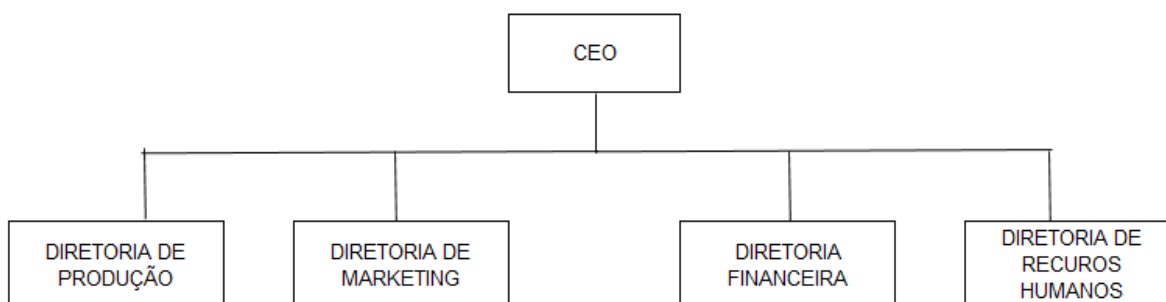 CEO
DIRETORIA DE
PRODUÇÃO
DIRETORIA DE
MARKETING
DIRETORIA
FINANCEIRA
DIRETORIA DE
RECUROS
HUMANOS